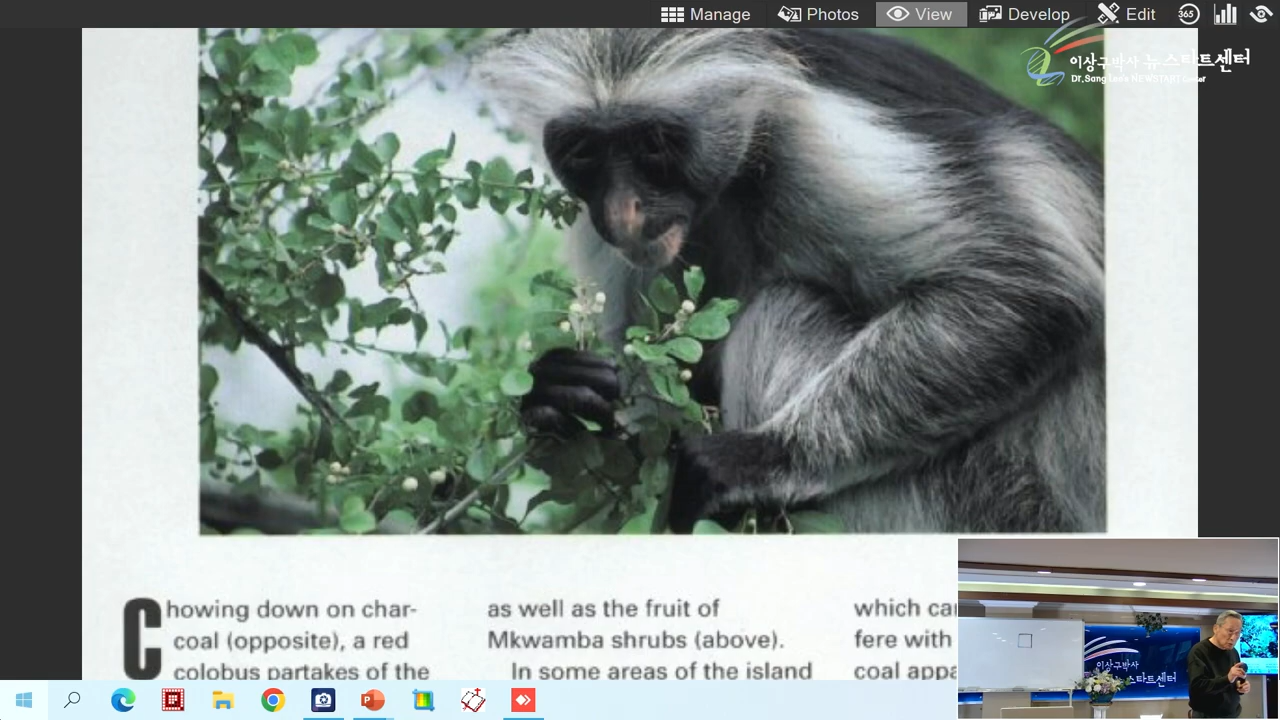 Manage
Photos
View
Develop
Edit
365
이상구박사 뉴스타트센터
Dr. Sang Lee's NEWSTART Center
Chowing down on char-
coal (opposite), a red
colobus partakes of the
as well as the fruit of
Mkwamba shrubs (above).
In some areas of the island
which ca
fere with
coal appa
이상구박사
스타트센터